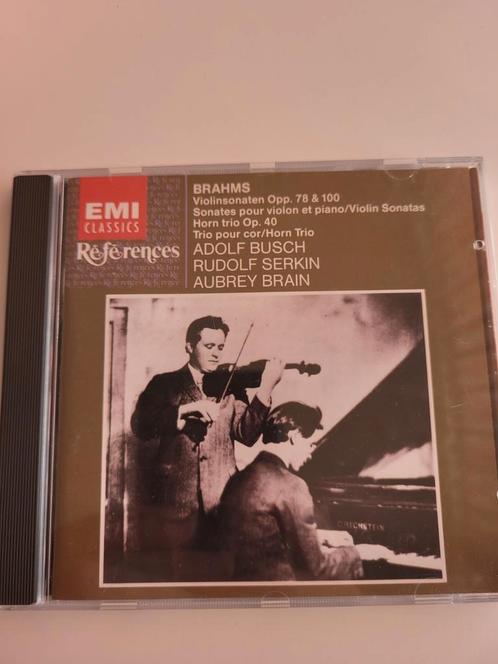 EMI
CLASSICS
Références
BRAHMS
Violinsonaten Opp. 78 & 100
Sonates pour violon et piano/Violin Sonatas
Horn trio Op. 40
Trio pour cor/Horn Trio
ADOLF BUSCH
RUDOLF SERKIN
AUBREY BRAIN
C. BECHSTEIN